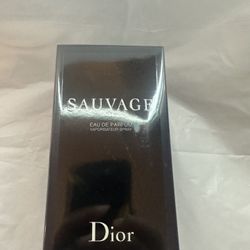 SAUVAGE
EAU DE PARFUM
VAPORISATEUR SPRAY
Dior